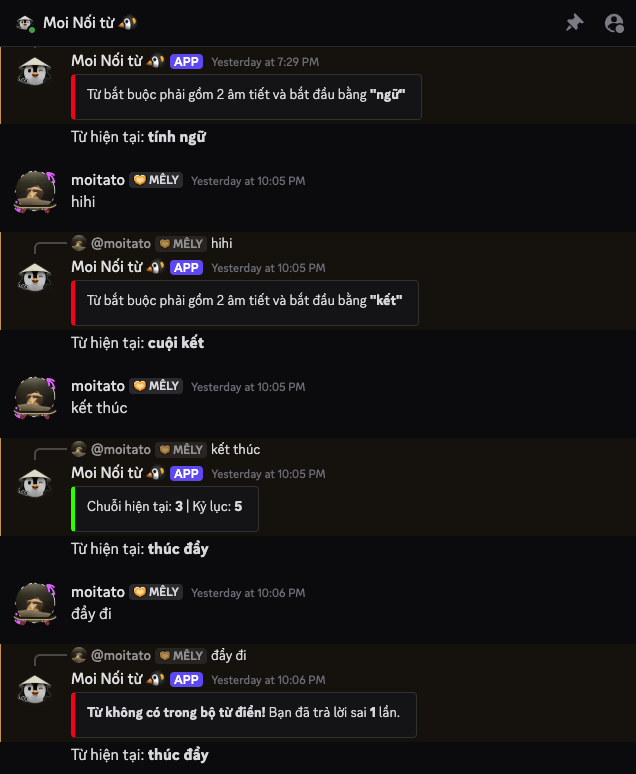 Moi Nối từ
Moi Nối từ APP Yesterday at 7:29 PM
Từ bắt buộc phải gồm 2 âm tiết và bắt đầu bằng "ngữ"
Từ hiện tại: tính ngữ
moitato MÊLY Yesterday at 10:05 PM
hihi
@moitato MÊLY hihi
Moi Nối từ APP Yesterday at 10:05 PM
Từ bắt buộc phải gồm 2 âm tiết và bắt đầu bằng "kết"
Từ hiện tại: cuội kết
moitato MÊLY Yesterday at 10:05 PM
kết thúc
@moitato MÊLY kết thúc
Moi Nối từ APP Yesterday at 10:05 PM
Chuỗi hiện tại: 3 | Kỷ lục: 5
Từ hiện tại: thúc đẩy
moitato MÊLY Yesterday at 10:06 PM
đẩy đi
@moitato MÊLY đẩy đi
Moi Nối từ APP Yesterday at 10:06 PM
Từ không có trong bộ từ điển! Bạn đã trả lời sai 1 lần.
Từ hiện tại: thúc đẩy